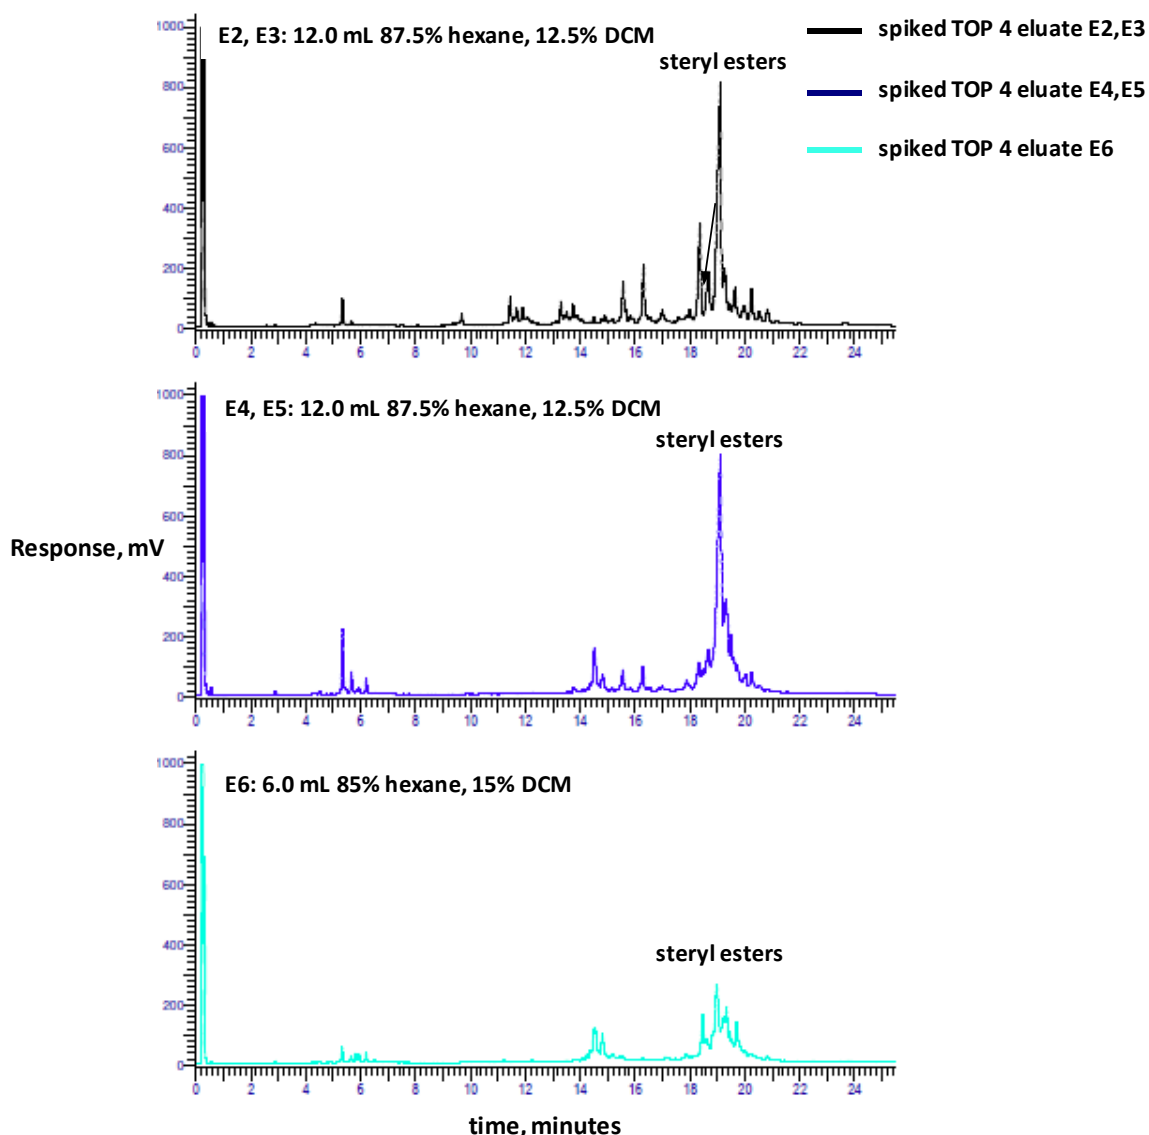 E2, E3: 12.0 mL 87.5% hexane, 12.5% DCM
steryl esters
spiked TOP 4 eluate E2,E3
spiked TOP 4 eluate E4,E5
spiked TOP 4 eluate E6
1000
800
600
400
200
0
0 2 4 6 8 10 12 14 16 18 20 22 24
E4, E5: 12.0 mL 87.5% hexane, 12.5% DCM
steryl esters
1000
800
600
400
200
0
0 2 4 6 8 10 12 14 16 18 20 22 24
Response, mV
E6: 6.0 mL 85% hexane, 15% DCM
steryl esters
1000
800
600
400
200
0
0 2 4 6 8 10 12 14 16 18 20 22 24
time, minutes